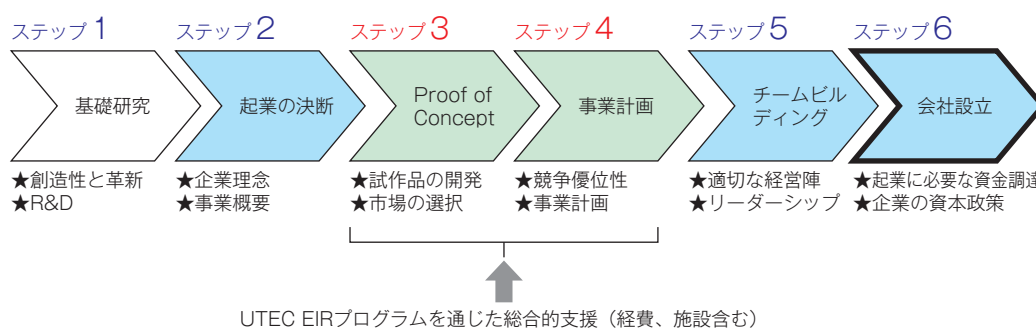 ステップ1
ステップ2
ステップ3
ステップ4
ステップ5
ステップ6
基礎研究
起業の決断
Proof of
Concept
事業計画
チームビル
ディング
会社設立
★創造性と革新
★R&D
★企業理念
★事業概要
★試作品の開発
★市場の選択
★競争優位性
★事業計画
★適切な経営陣
★リーダーシップ
★起業に必要な資金調達
★企業の資本政策
UTEC EIRプログラムを通じた総合的支援（経費、施設含む）